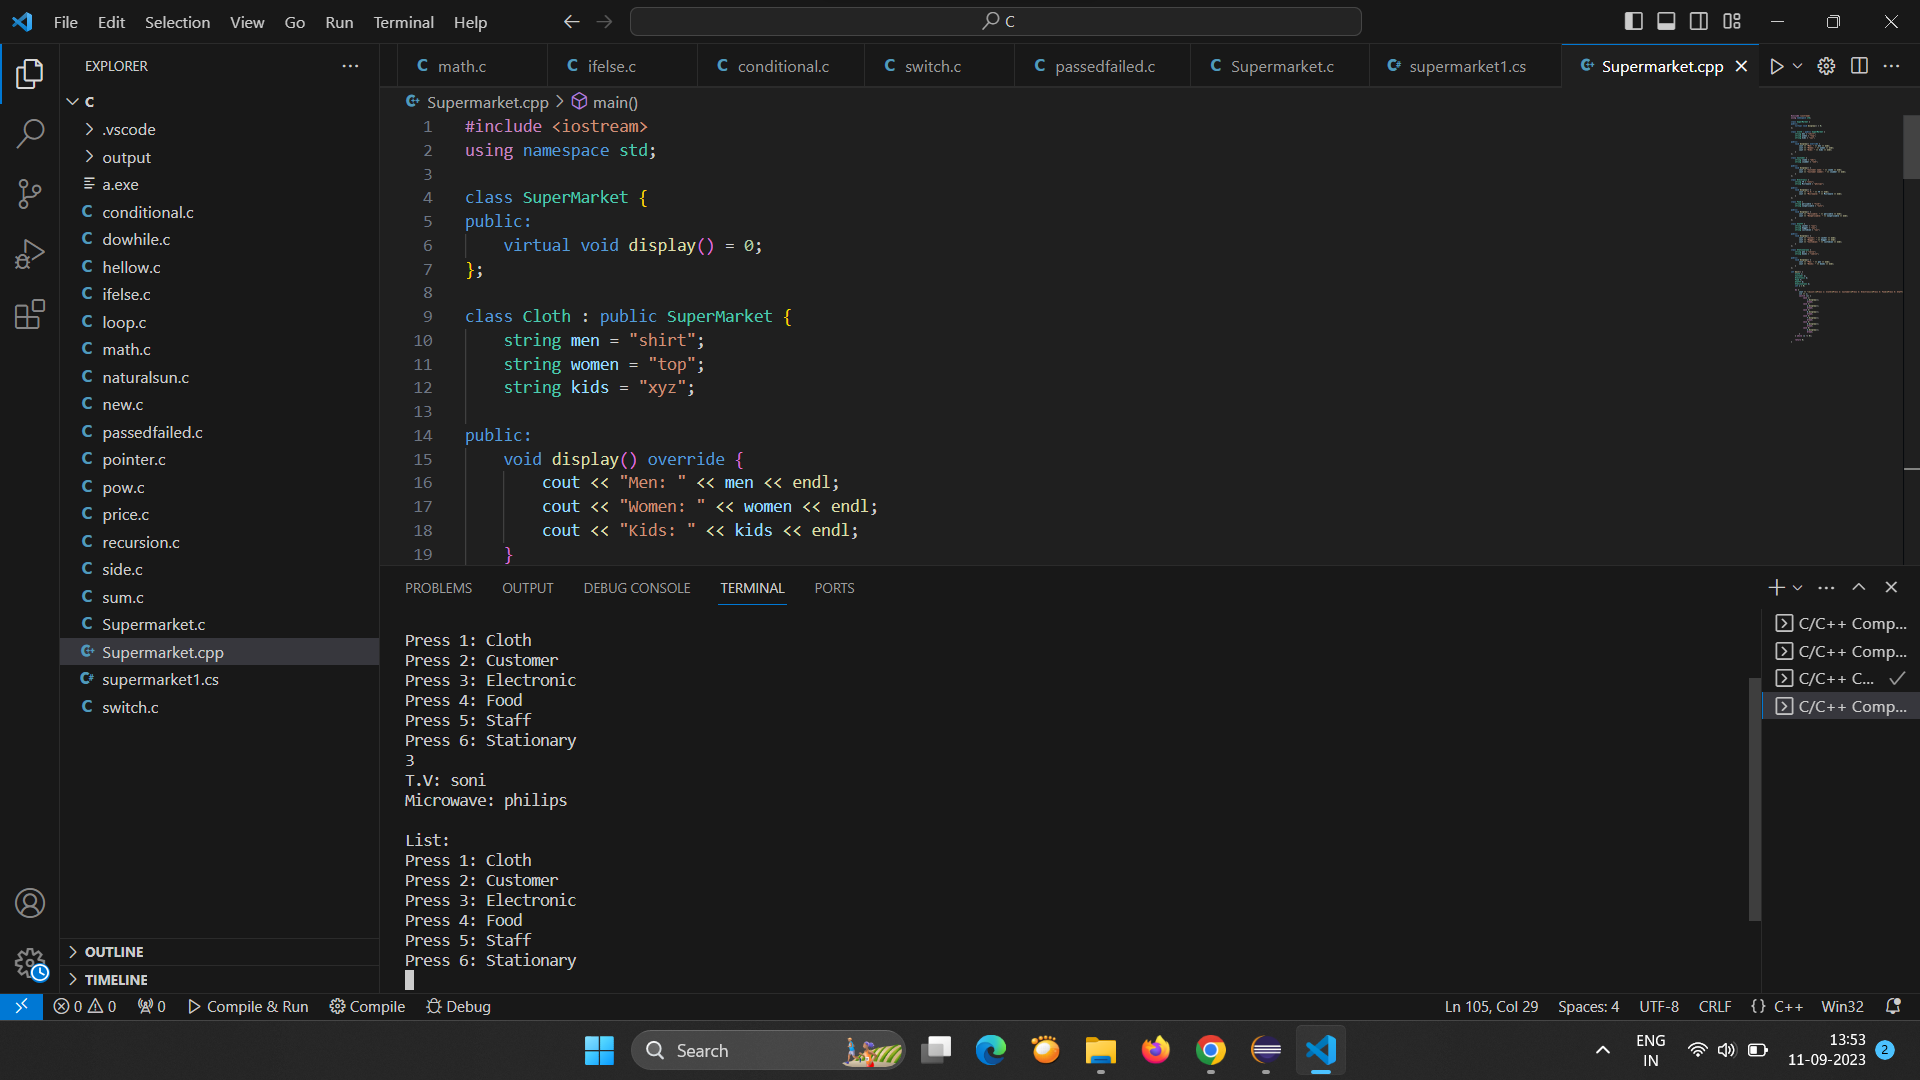 File Edit Selection View Go Run Terminal Help
C
EXPLORER
C
.vscode
output
a.exe
conditional.c
dowhile.c
hellow.c
ifelse.c
loop.c
math.c
naturalsun.c
new.c
passedfailed.c
pointer.c
pow.c
price.c
recursion.c
side.c
sum.c
Supermarket.c
Supermarket.cpp
supermarket1.cs
switch.c
OUTLINE
TIMELINE
math.c ifelse.c conditional.c switch.c passedfailed.c Supermarket.c supermarket1.cs Supermarket.cpp
Supermarket.cpp > main()
1 #include <iostream>
2 using namespace std;
3
4 class SuperMarket {
5 public:
6 virtual void display() = 0;
7 };
8
9 class Cloth : public SuperMarket {
10 string men = "shirt";
11 string women = "top";
12 string kids = "xyz";
13
14 public:
15 void display() override {
16 cout << "Men: " << men << endl;
17 cout << "Women: " << women << endl;
18 cout << "Kids: " << kids << endl;
19 }
PROBLEMS OUTPUT DEBUG CONSOLE TERMINAL PORTS
Press 1: Cloth
Press 2: Customer
Press 3: Electronic
Press 4: Food
Press 5: Staff
Press 6: Stationary
3
T.V: soni
Microwave: philips
List:
Press 1: Cloth
Press 2: Customer
Press 3: Electronic
Press 4: Food
Press 5: Staff
Press 6: Stationary
C/C++ Comp...
C/C++ Comp...
C/C++ C...
C/C++ Comp...
0 0 0 Compile & Run Compile Debug Ln 105, Col 29 Spaces: 4 UTF-8 CRLF {} C++ Win32
Search
ENG
IN
13:53
11-09-2023
2